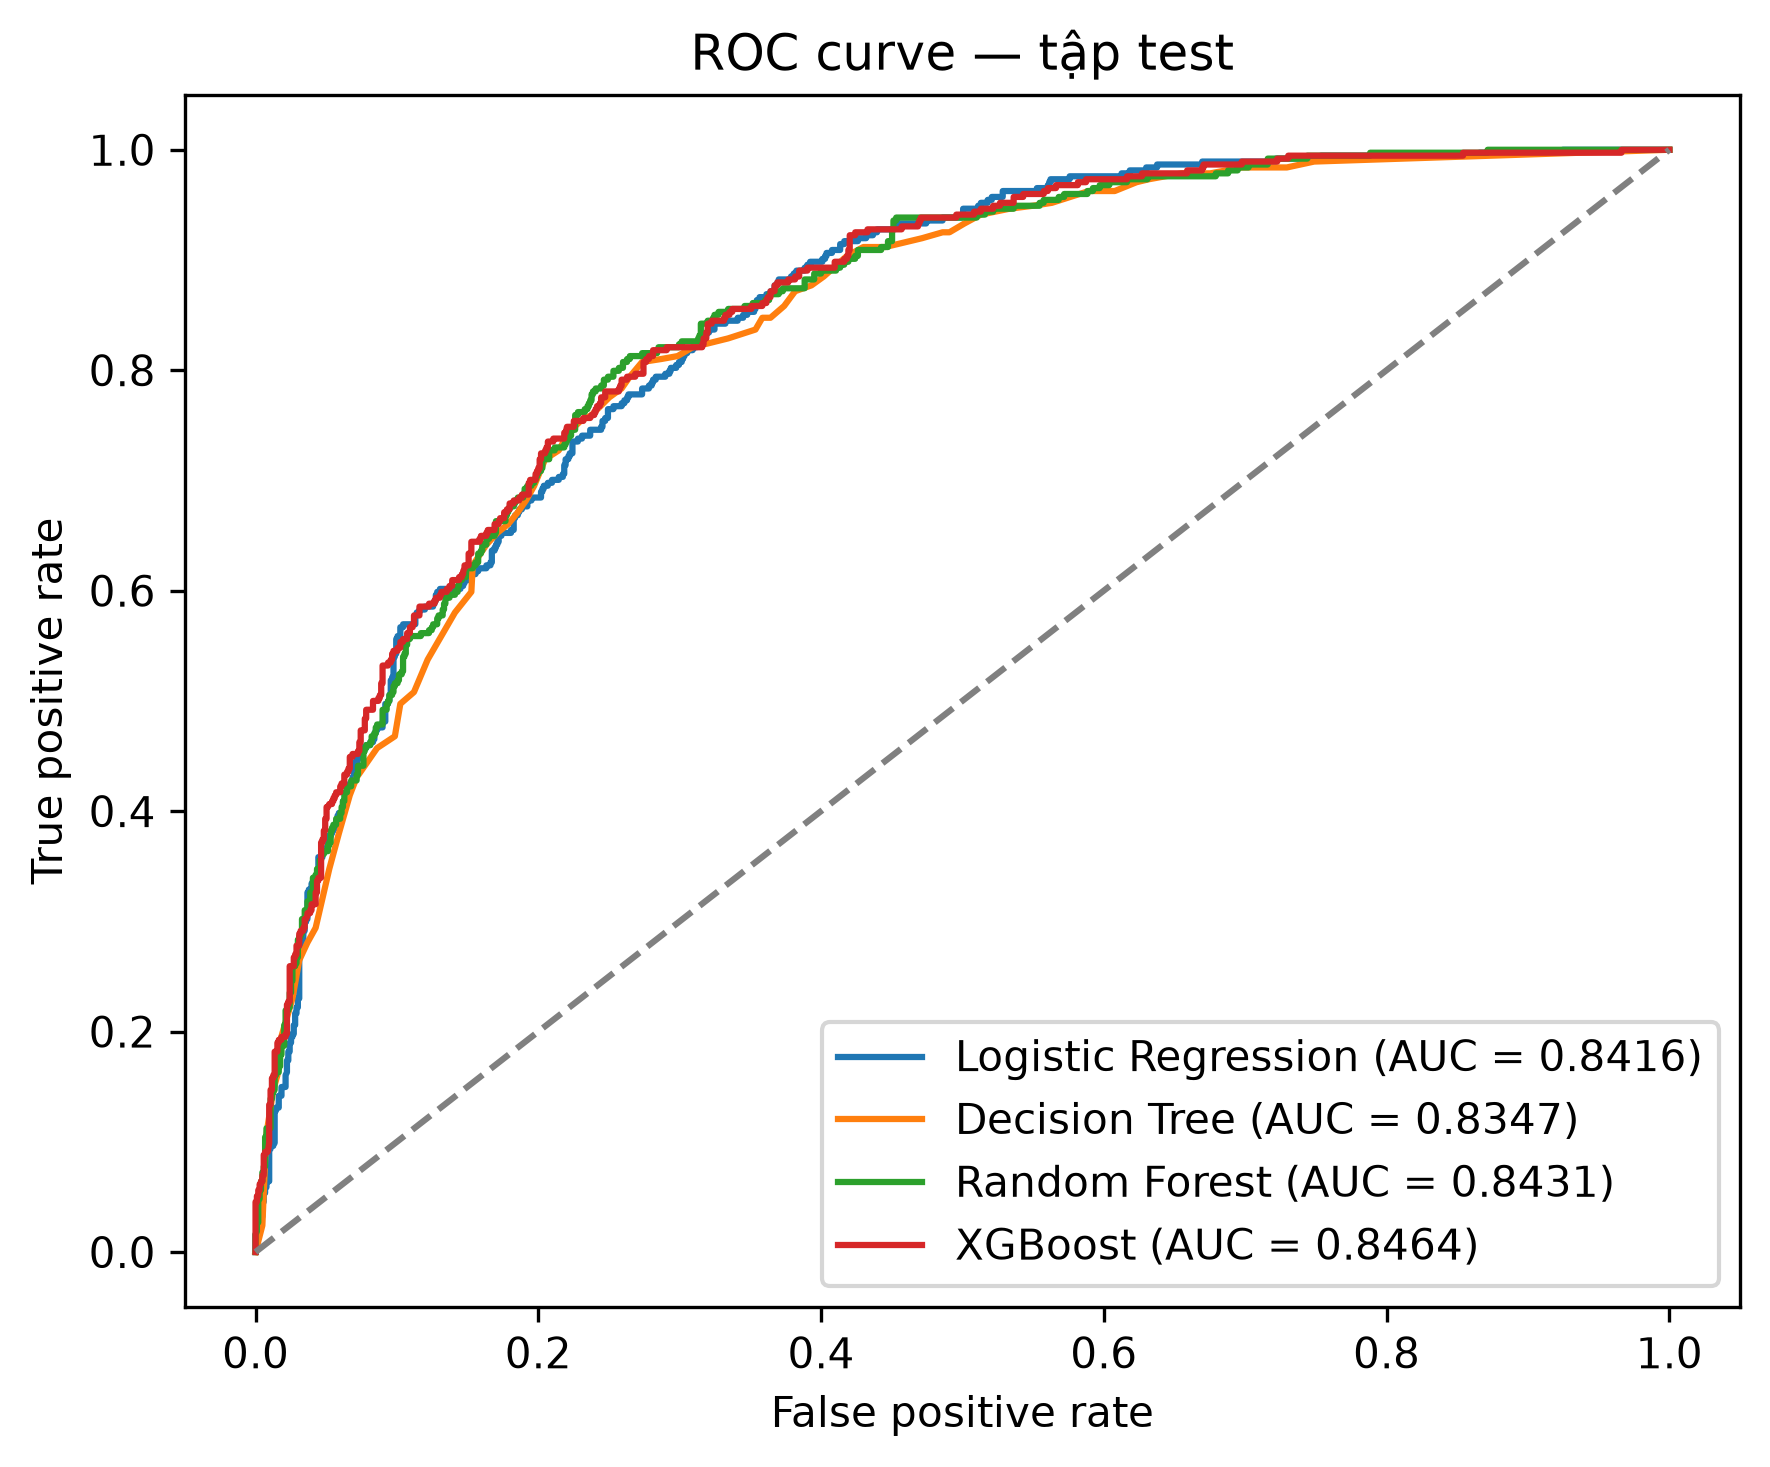 ROC curve — tập test
True positive rate
1.0
0.8
0.6
0.4
0.2
0.0
Logistic Regression (AUC = 0.8416)
Decision Tree (AUC = 0.8347)
Random Forest (AUC = 0.8431)
XGBoost (AUC = 0.8464)
0.0 0.2 0.4 0.6 0.8 1.0
False positive rate